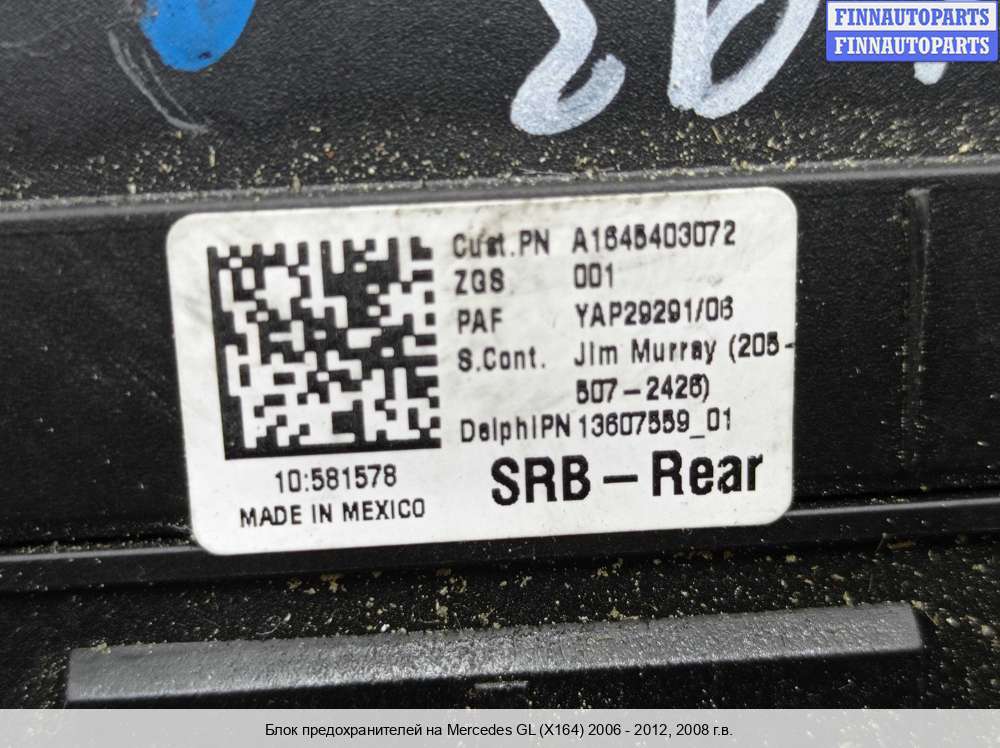 FINNAUTOPARTS
FINNAUTOPARTS
Cust.PN A1645403072
ZGS 001
PAF YAP29291/06
S.Cont. Jim Murray (205-
507-2426)
DelphiPN 13607559_01
10:581578
SRB-Rear
MADE IN MEXICO
Блок предохранителей на Mercedes GL (X164) 2006 - 2012, 2008 г.в.